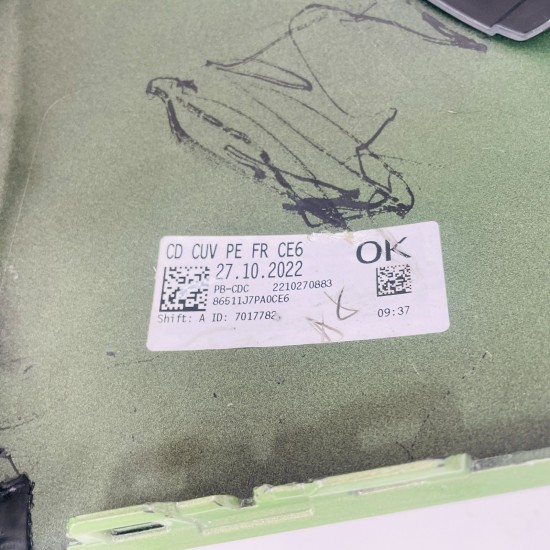 CD CUV PE FR CE6 OK
27.10.2022
PB-CDC 2210270883
86511J7PA0CE6
Shift: A ID: 7017782 09:37